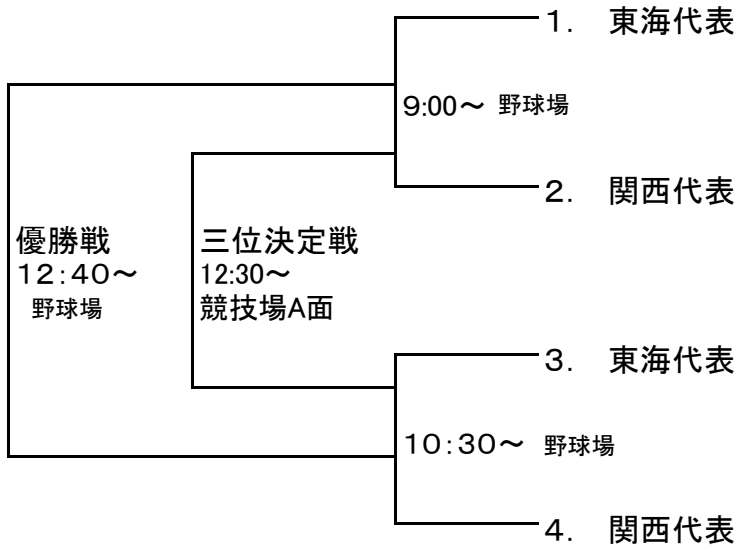 1. 東海代表
9:00～ 野球場
2. 関西代表
優勝戦
12:40～
野球場
三位決定戦
12:30～
競技場A面
3. 東海代表
10:30～ 野球場
4. 関西代表